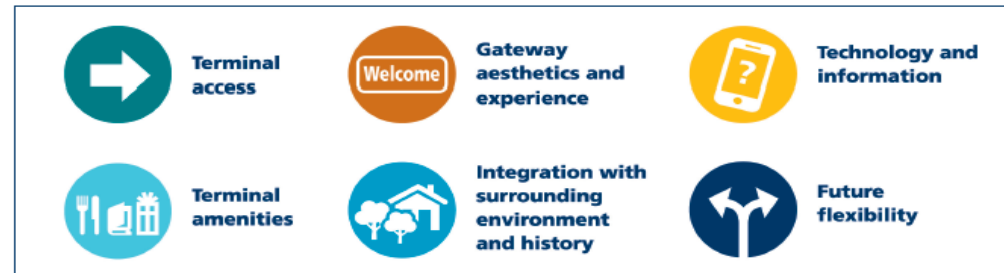 Terminal
access
Welcome
Gateway
aesthetics and
experience
?
Technology and
information
Terminal
amenities
Integration with
surrounding
environment
and history
Future
flexibility